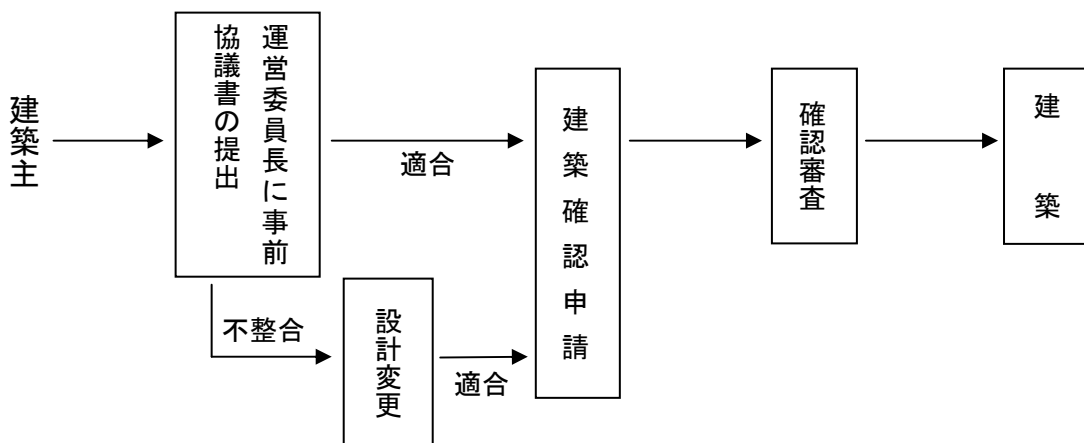 建築主
運営委員長に事前
協議書の提出
適合
不整合
設計変更
適合
建築確認申請
確認審査
建築